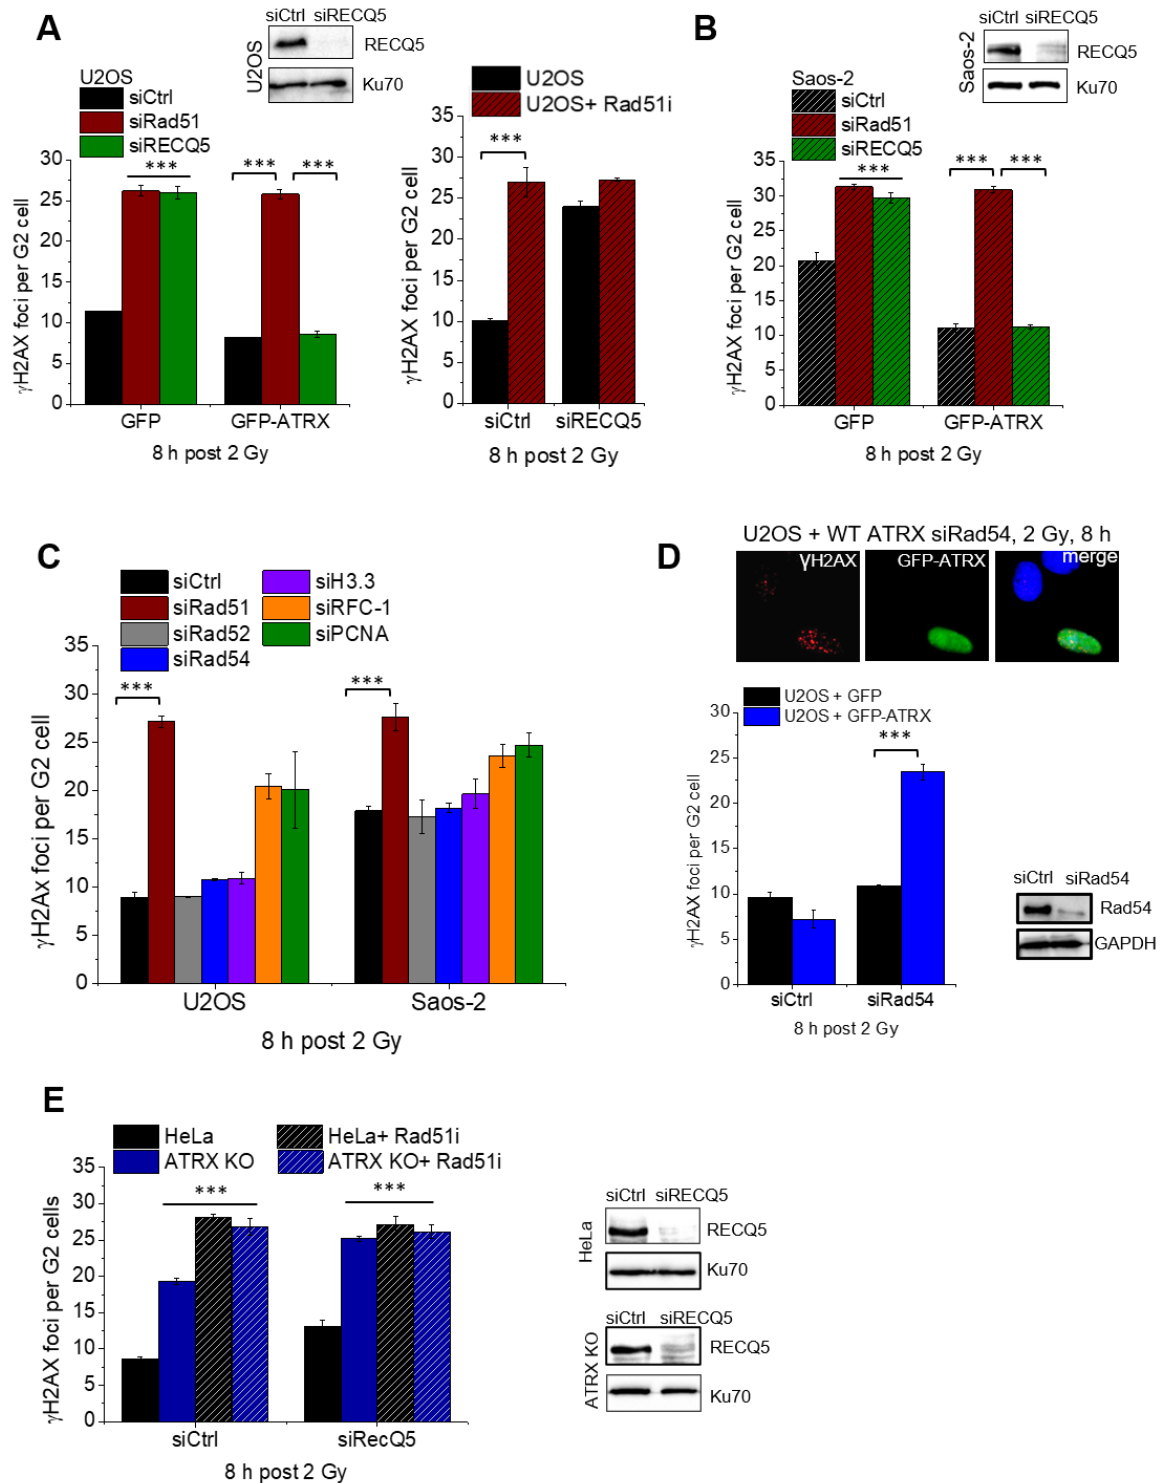 A
siCtrl siRECQ5
U2OS
RECQ5
Ku70
U2OS
siCtrl
siRad51
siRECQ5
γH2AX foci per G2 cell
30
25
20
15
10
5
0
***
***
***
GFP
GFP-ATRX
8 h post 2 Gy
U2OS
U2OS+ Rad51i
γH2AX foci per G2 cell
35
30
25
20
15
10
5
0
***
siCtrl
siRECQ5
8 h post 2 Gy
B
siCtrl siRECQ5
Saos-2
RECQ5
Ku70
Saos-2
siCtrl
siRad51
siRECQ5
γH2AX foci per G2 cell
35
30
25
20
15
10
5
0
***
***
***
GFP
GFP-ATRX
8 h post 2 Gy
C
siCtrl
siRad51
siRad52
siRad54
siH3.3
siRFC-1
siPCNA
γH2Ax foci per G2 cell
35
30
25
20
15
10
5
0
***
***
U2OS
Saos-2
8 h post 2 Gy
D
U2OS + WT ATRX siRad54, 2 Gy, 8 h
γH2AX
GFP-ATRX
merge
U2OS + GFP
U2OS + GFP-ATRX
γH2AX foci per G2 cell
30
25
20
15
10
5
0
***
siCtrl
siRad54
8 h post 2 Gy
siCtrl siRad54
Rad54
GAPDH
E
HeLa
ATRX KO
HeLa+ Rad51i
ATRX KO+ Rad51i
γH2AX foci per G2 cells
35
30
25
20
15
10
5
0
***
***
siCtrl
siRecQ5
8 h post 2 Gy
siCtrl siRECQ5
HeLa
RECQ5
Ku70
siCtrl siRECQ5
ATRX KO
RECQ5
Ku70